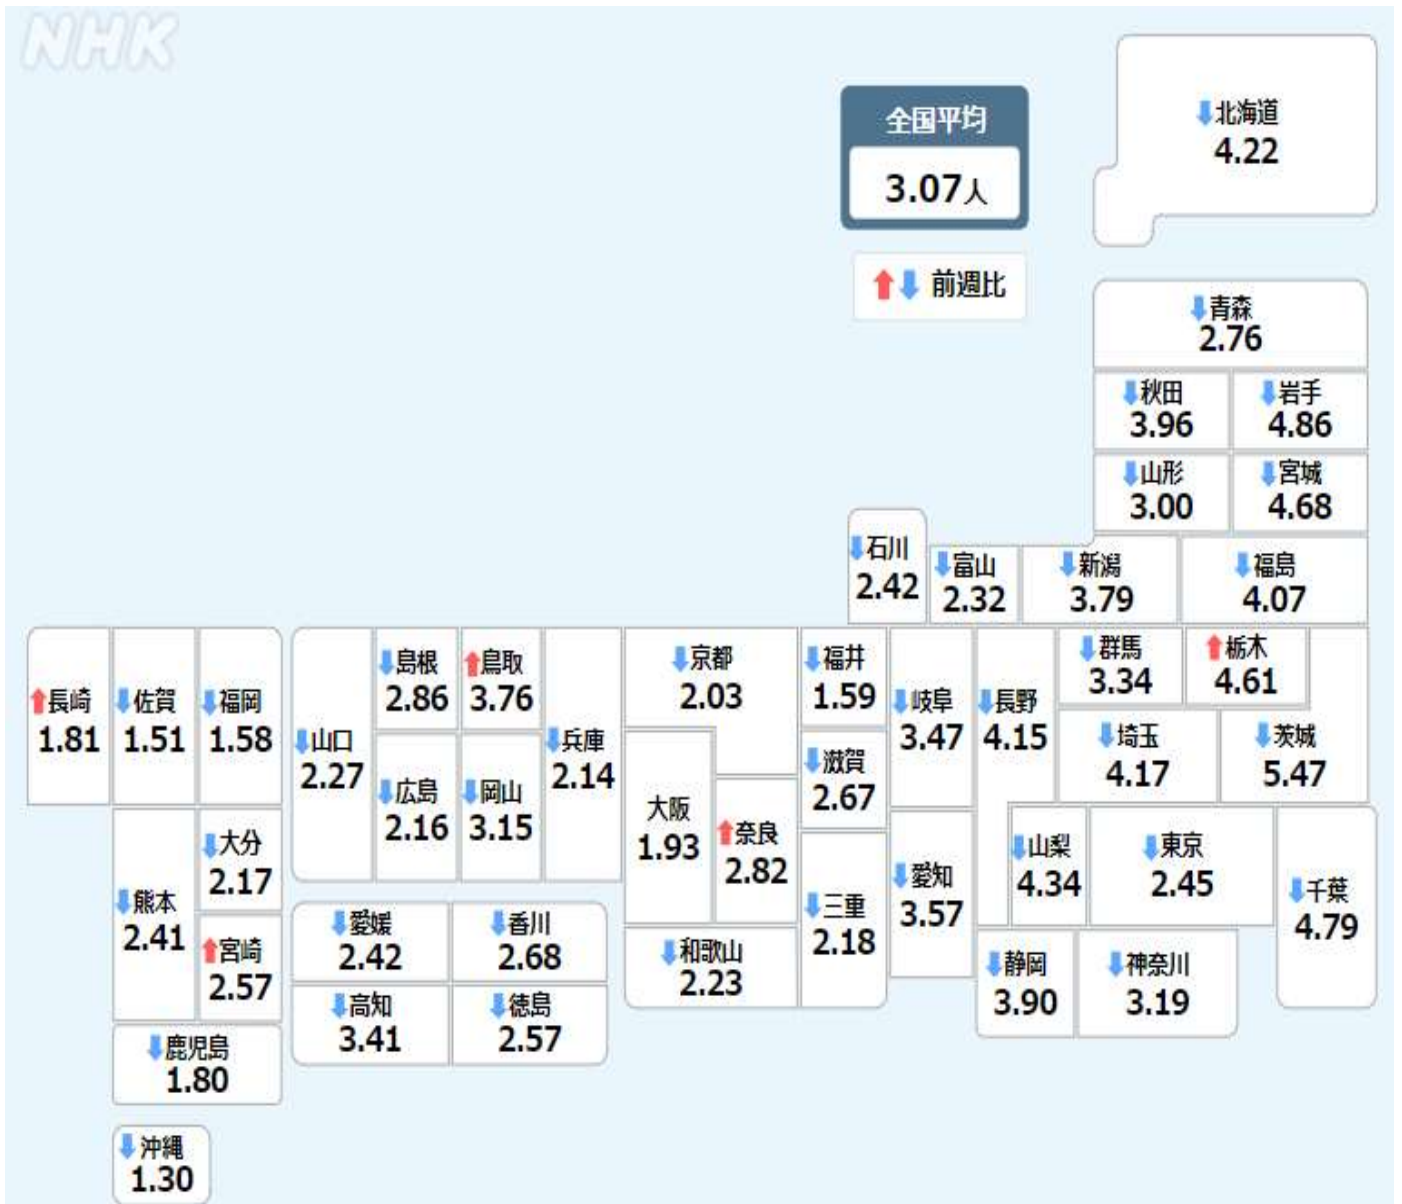 NHK
全国平均
3.07人
↑↓ 前週比
↓北海道
4.22
↓青森
2.76
↓秋田
3.96
↓岩手
4.86
↓山形
3.00
↓宮城
4.68
↓石川
2.42
↓富山
2.32
↓新潟
3.79
↓福島
4.07
↑長崎
1.81
↓佐賀
1.51
↓福岡
1.58
↓山口
2.27
↓島根
2.86
↑鳥取
3.76
↓兵庫
2.14
↓京都
2.03
↓福井
1.59
↓岐阜
3.47
↓長野
4.15
↓群馬
3.34
↑栃木
4.61
↓埼玉
4.17
↓茨城
5.47
↓広島
2.16
↓岡山
3.15
大阪
1.93
↑奈良
2.82
↓滋賀
2.67
↓三重
2.18
↓愛知
3.57
↓山梨
4.34
↓東京
2.45
↓千葉
4.79
↓熊本
2.41
↓大分
2.17
↑宮崎
2.57
↓愛媛
2.42
↓香川
2.68
↓高知
3.41
↓徳島
2.57
↓和歌山
2.23
↓静岡
3.90
↓神奈川
3.19
↓鹿児島
1.80
↓沖縄
1.30